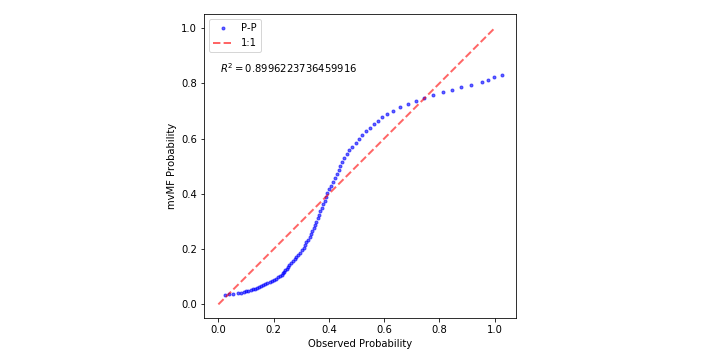 P-P
1:1
R² = 0.8996223736459916
1.0
0.8
0.6
0.4
0.2
0.0
mvMF Probability
0.0 0.2 0.4 0.6 0.8 1.0
Observed Probability